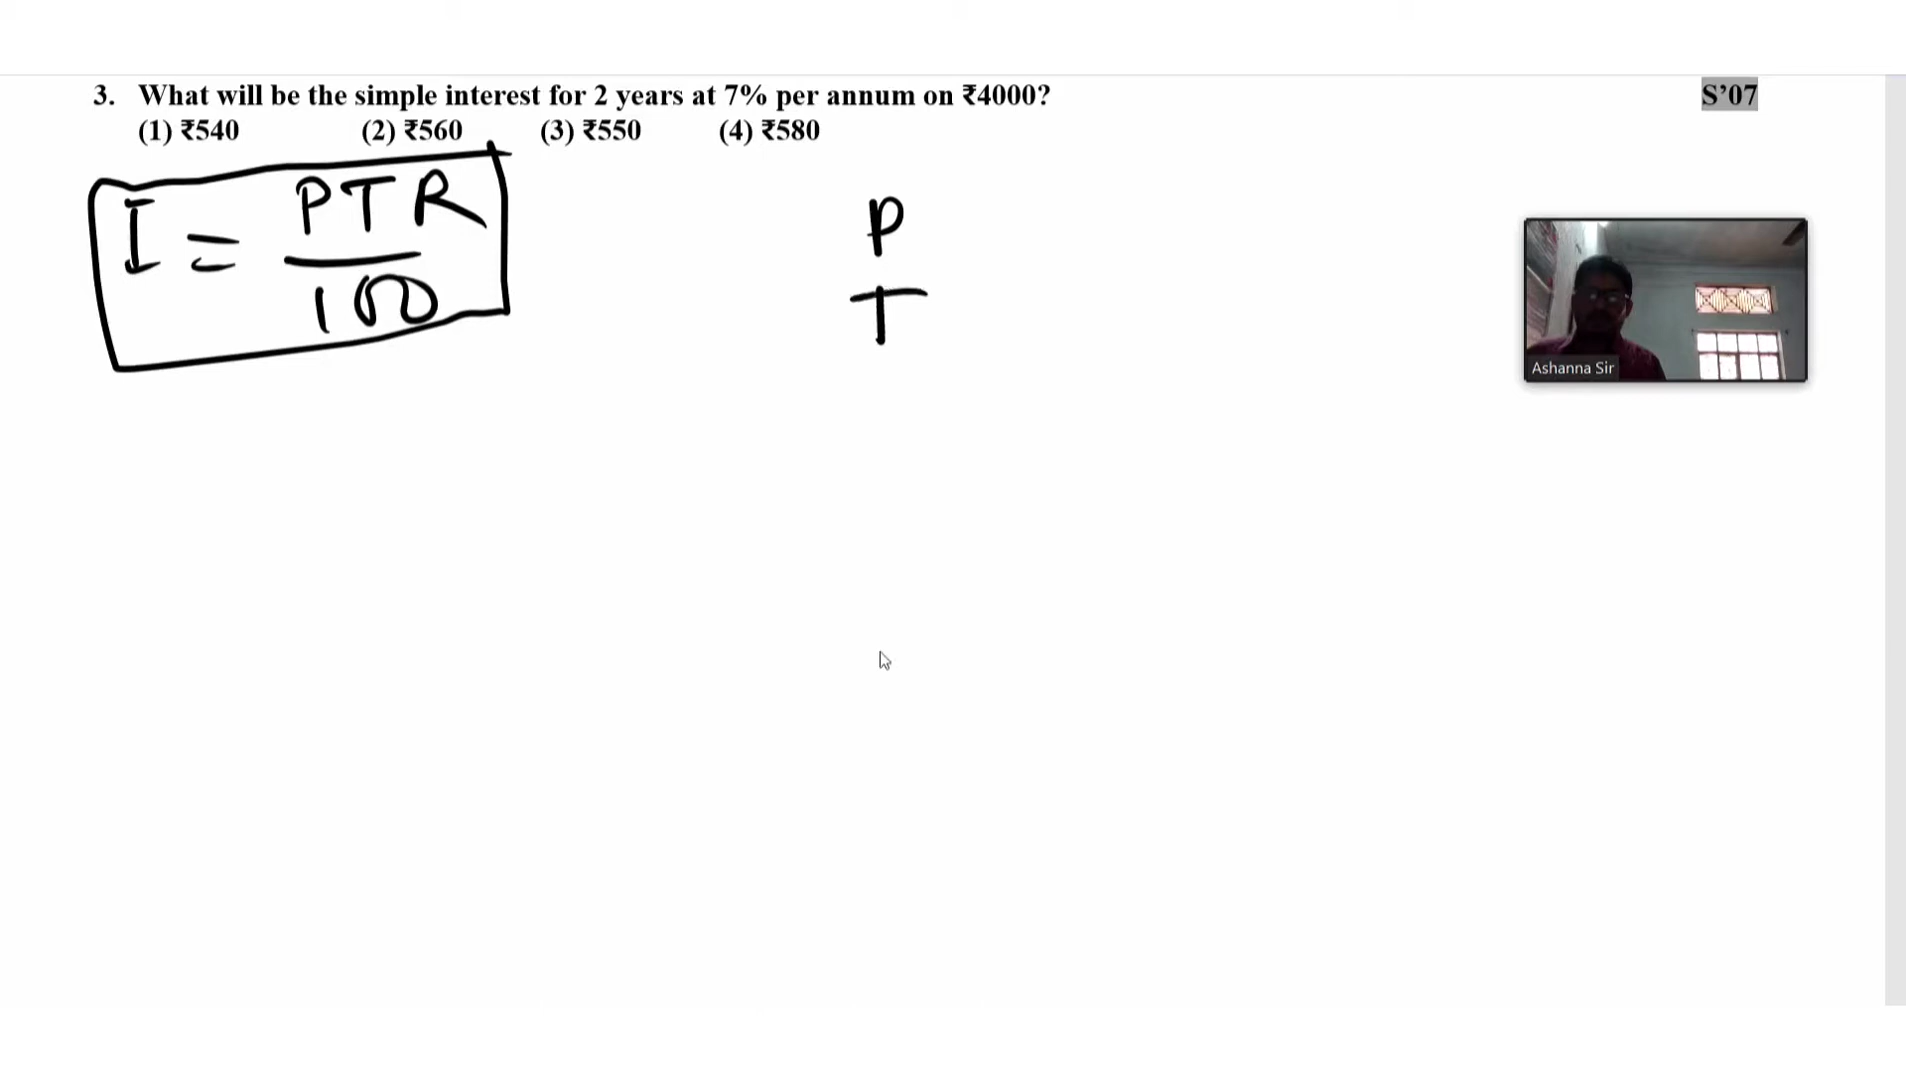 3. What will be the simple interest for 2 years at 7% per annum on ₹4000? S’07
(1) ₹540 (2) ₹560 (3) ₹550 (4) ₹580
I = PTR
100
P
T
Ashanna Sir